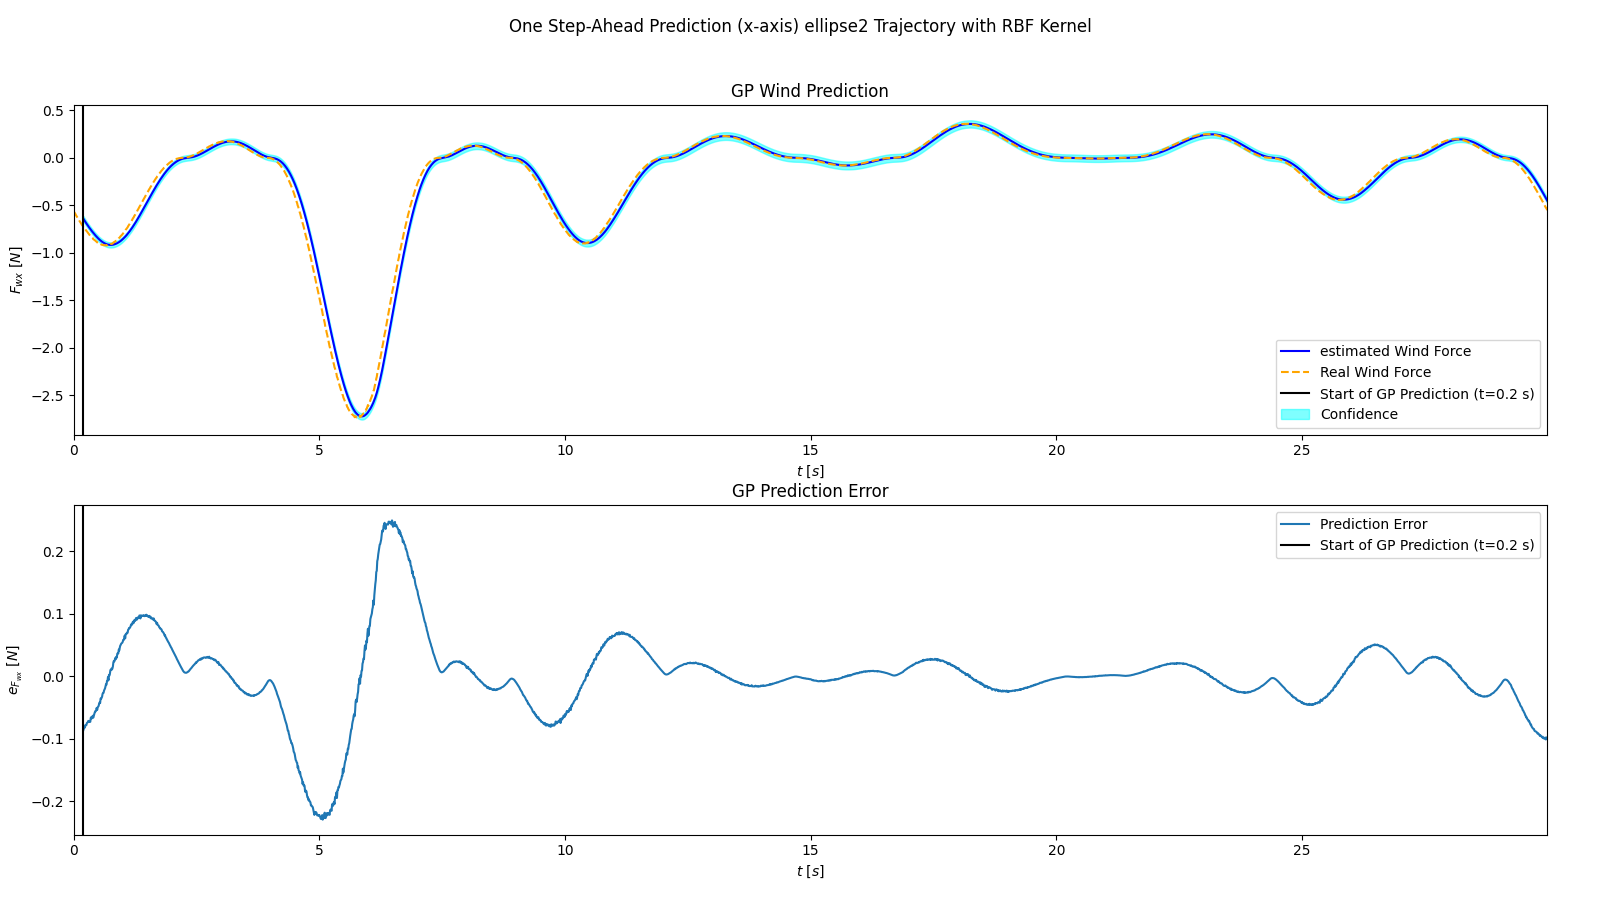 One Step-Ahead Prediction (x-axis) ellipse2 Trajectory with RBF Kernel
GP Wind Prediction
0.5
0.0
−0.5
−1.0
−1.5
−2.0
−2.5
F_wx [N]
estimated Wind Force
Real Wind Force
Start of GP Prediction (t=0.2 s)
Confidence
0 5 10 15 20 25
t [s]
GP Prediction Error
0.2
0.1
0.0
−0.1
−0.2
e_F_wx [N]
Prediction Error
Start of GP Prediction (t=0.2 s)
0 5 10 15 20 25
t [s]